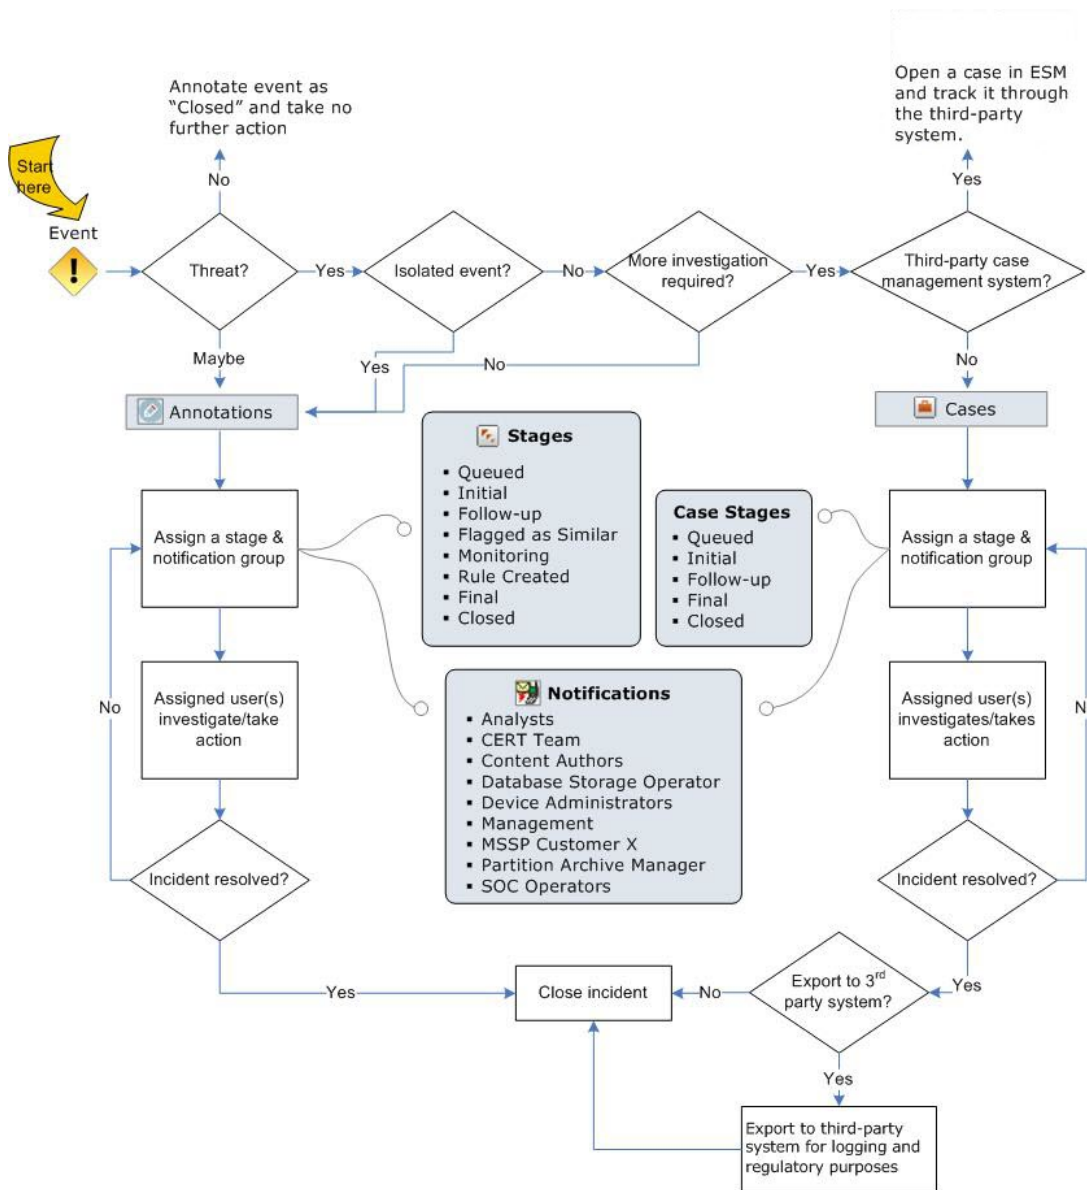 Annotate event as
“Closed” and take no
further action
Open a case in ESM
and track it through
the third-party
system.
Start
here
No
Yes
Event
Threat?
Yes
Isolated event?
No
More investigation
required?
Yes
Third-party case
management system?
Maybe
Yes
No
No
Annotations
Cases
Stages
▪ Queued
▪ Initial
▪ Follow-up
▪ Flagged as Similar
▪ Monitoring
▪ Rule Created
▪ Final
▪ Closed
Case Stages
▪ Queued
▪ Initial
▪ Follow-up
▪ Final
▪ Closed
Assign a stage &
notification group
Assign a stage &
notification group
Assigned user(s)
investigate/take
action
No
Notifications
▪ Analysts
▪ CERT Team
▪ Content Authors
▪ Database Storage Operator
▪ Device Administrators
▪ Management
▪ MSSP Customer X
▪ Partition Archive Manager
▪ SOC Operators
Assigned user(s)
investigates/takes
action
N
Incident resolved?
Incident resolved?
Yes
Close incident
No
Export to 3rd
party system?
Yes
Yes
Export to third-party
system for logging and
regulatory purposes